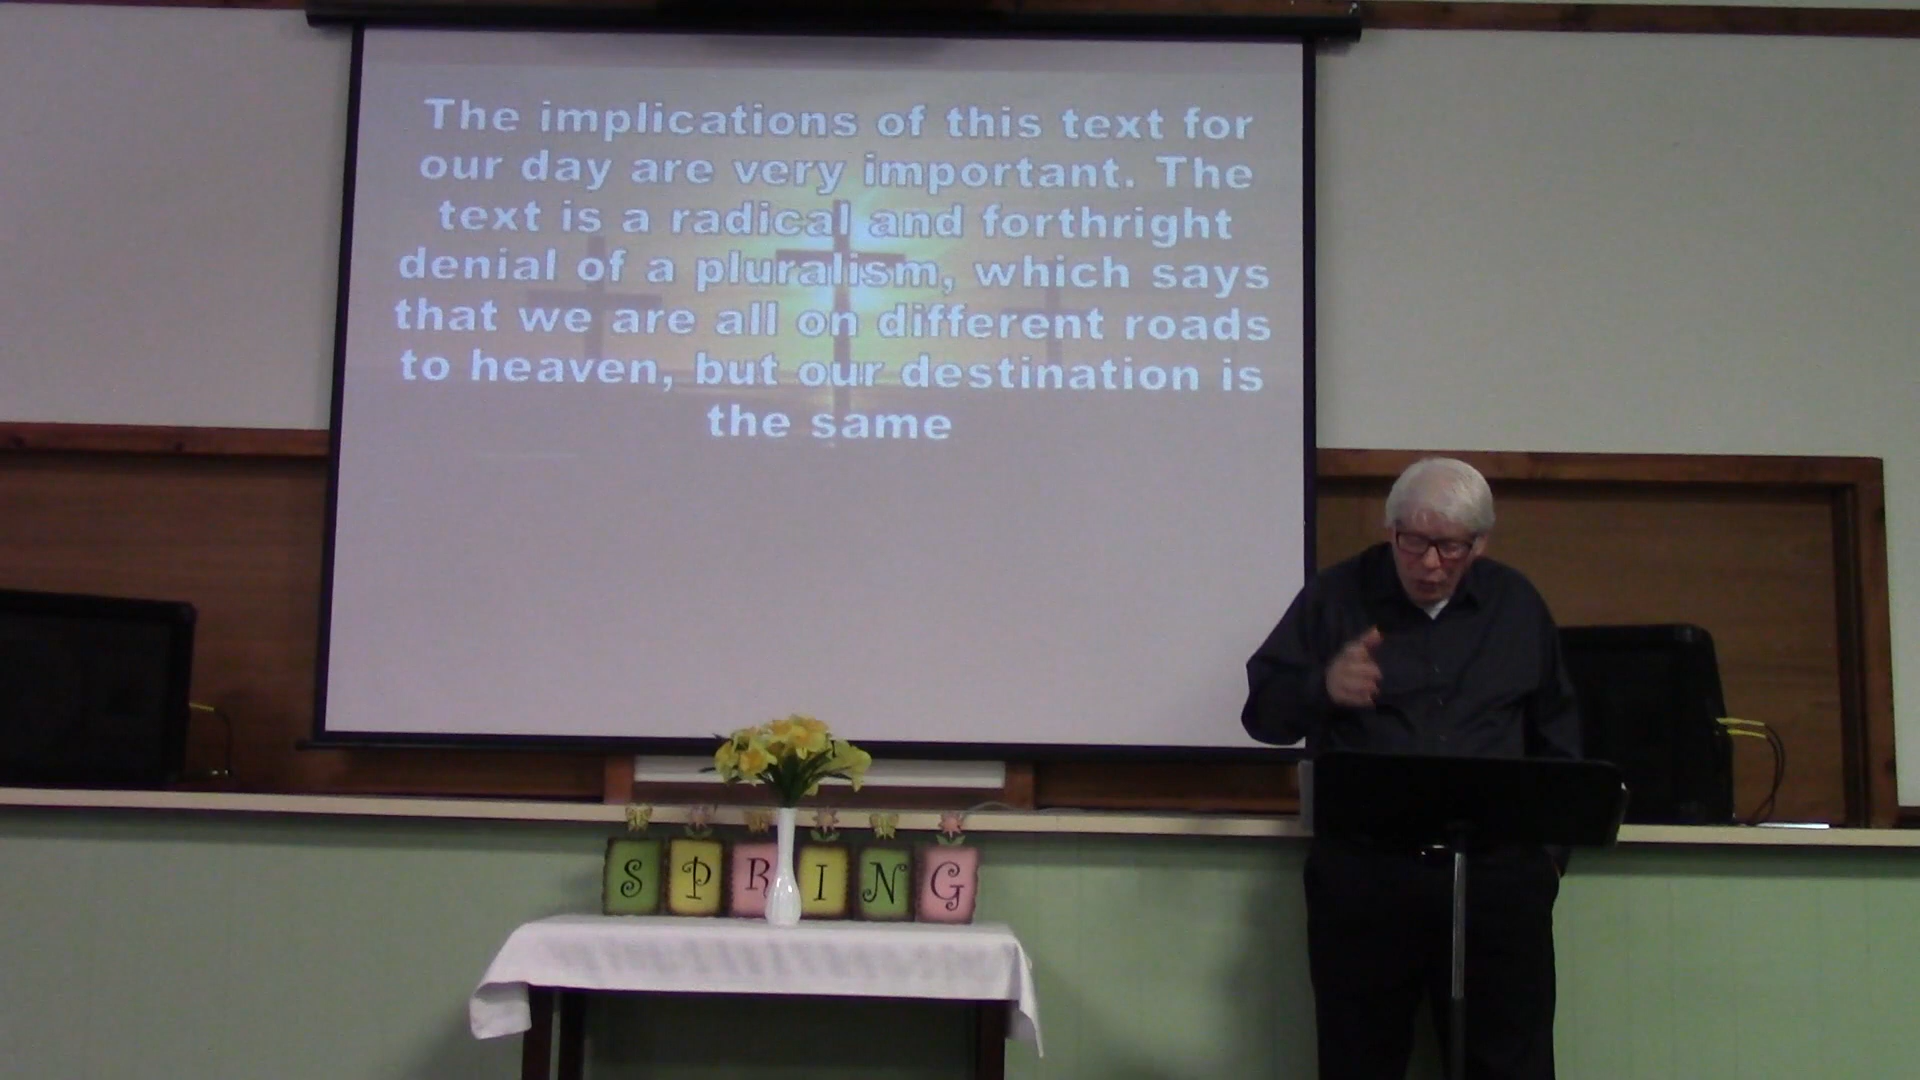 The implications of this text for
our day are very important. The
text is a radical and forthright
denial of a pluralism, which says
that we are all on different roads
to heaven, but our destination is
the same
SPRING